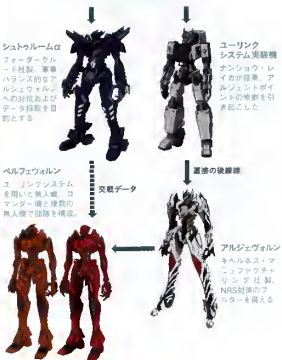 シュトゥルームα
フォーダークルード社製。軍事
バランス的なアルジェヴォルン
への対抗および
データ採取を目
的とする
ユーリンク
システム実験機
ナンショウ・レ
イカが搭乗、ア
ルジェントポイ
ントの惨劇を引
き起こした
ベルフェヴォルン
ユーリンクシステム
を用いた無人機。コ
マンダー機と複数の
無人機で部隊を構成。
交戦データ
直接の後継機
アルジェヴォルン
キヘルネス・マ
ニュファクチャ
リング社製。
NRS対策のフ
ィルターを備える